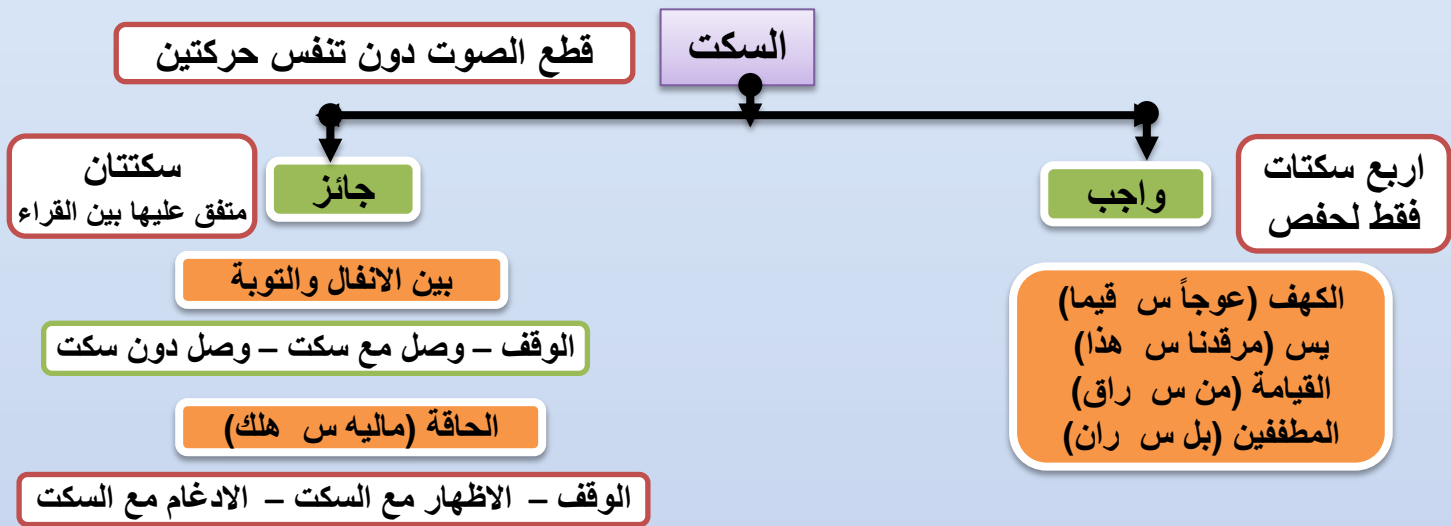 السكت
قطع الصوت دون تنفس حركتين
واجب
اربع سكتات
فقط لحفص
الكهف (عوجاً س قيما)
يس (مرقدنا س هذا)
القيامة (من س راق)
المطففين (بل س ران)
جائز
سكتتان
متفق عليها بين القراء
بين الانفال والتوبة
الوقف – وصل مع سكت – وصل دون سكت
الحاقة (ماليه س هلك)
الوقف – الاظهار مع السكت – الادغام مع السكت